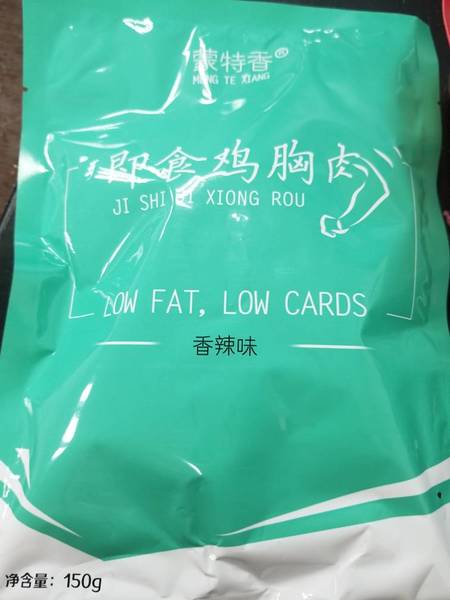 蒙特香®
MENG TE XIANG
即食鸡胸肉
JI SHI JI XIONG ROU
LOW FAT, LOW CARDS
香辣味
净含量：150g